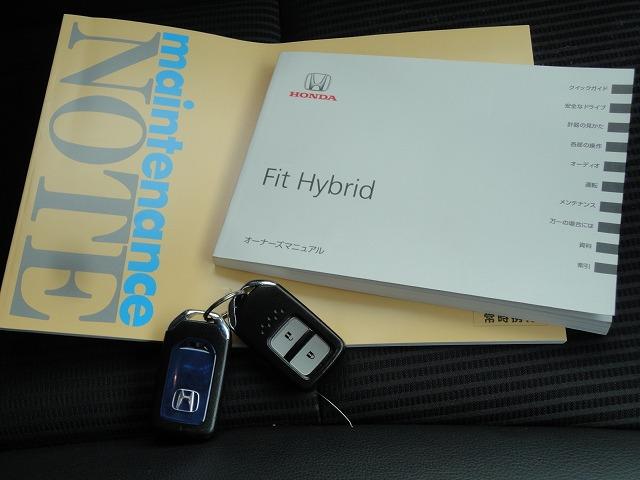 maintenance
NOTE
HONDA
Fit Hybrid
オーナーズマニュアル
クイックガイド
安全なドライブ
計器の見かた
各部の操作
オーディオ
運転
メンテナンス
万一の場合には
資料
索引
常時携